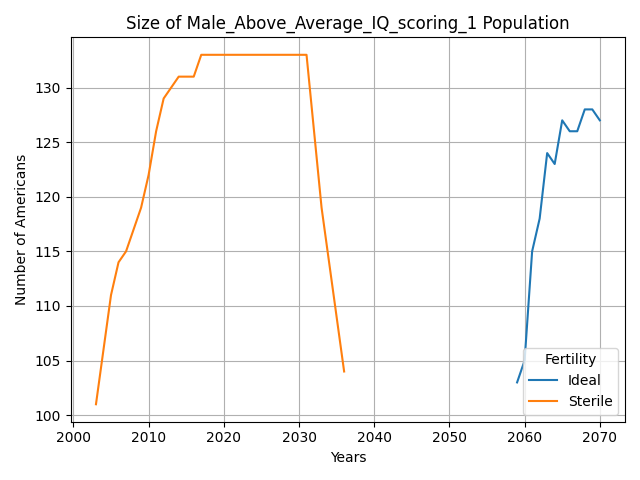 Size of Male_Above_Average_IQ_scoring_1 Population
Number of Americans
130
125
120
115
110
105
100
2000 2010 2020 2030 2040 2050 2060 2070
Years
Fertility
Ideal
Sterile